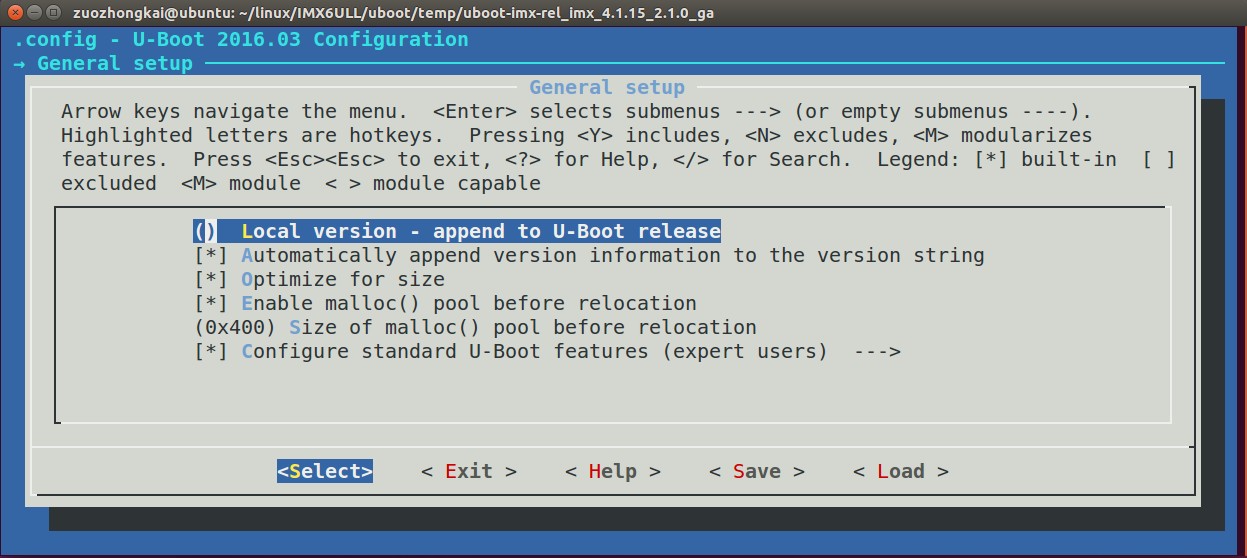 zuozhongkai@ubuntu: ~/linux/IMX6ULL/uboot/temp/uboot-imx-rel_imx_4.1.15_2.1.0_ga
.config - U-Boot 2016.03 Configuration
→ General setup
General setup
Arrow keys navigate the menu.  <Enter> selects submenus ---> (or empty submenus ----).
Highlighted letters are hotkeys.  Pressing <Y> includes, <N> excludes, <M> modularizes
features.  Press <Esc><Esc> to exit, <?> for Help, </> for Search.  Legend: [*] built-in  [ ]
excluded  <M> module  < > module capable
()  Local version - append to U-Boot release
[*] Automatically append version information to the version string
[*] Optimize for size
[*] Enable malloc() pool before relocation
(0x400) Size of malloc() pool before relocation
[*] Configure standard U-Boot features (expert users)  --->
<Select>    < Exit >    < Help >    < Save >    < Load >